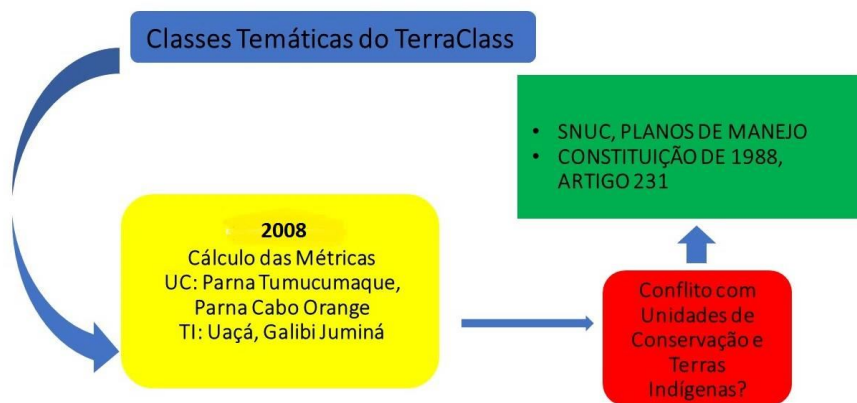 Classes Temáticas do TerraClass
2008
Cálculo das Métricas
UC: Parna Tumucumaque,
Parna Cabo Orange
TI: Uaçá, Galibi Juminá
Conflito com
Unidades de
Conservação e
Terras
Indígenas?
• SNUC, PLANOS DE MANEJO
• CONSTITUIÇÃO DE 1988,
ARTIGO 231